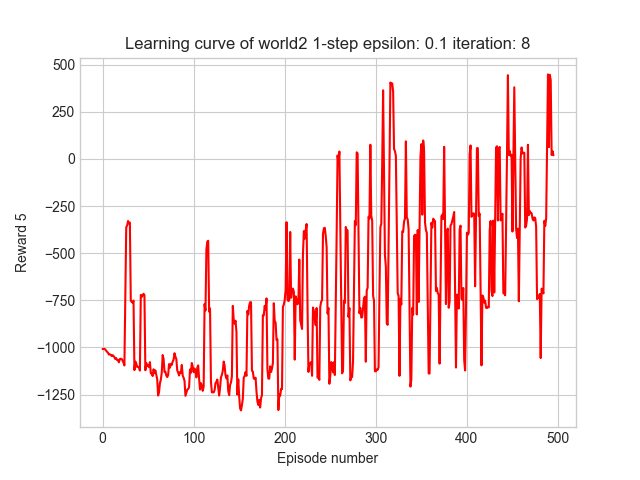 Learning curve of world2 1-step epsilon: 0.1 iteration: 8
500
250
0
−250
−500
−750
−1000
−1250
Reward 5
0 100 200 300 400 500
Episode number